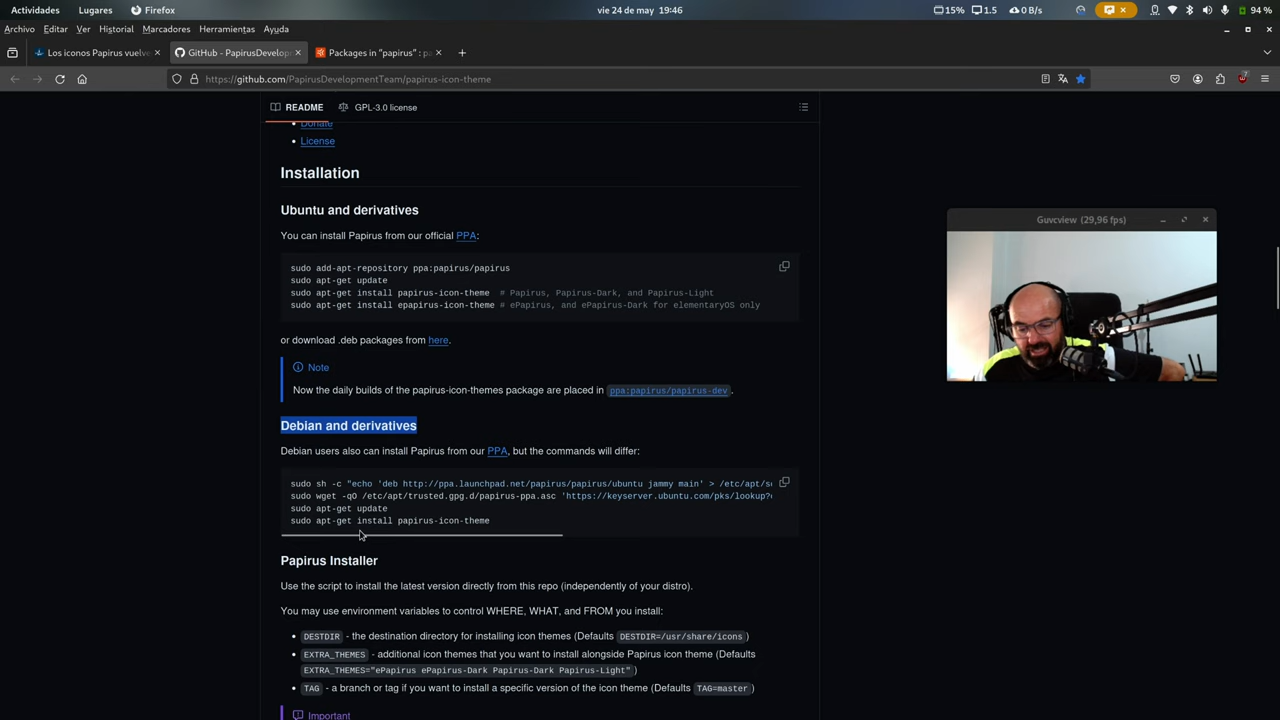 Actividades Lugares Firefox vie 24 de may 19:46 15% 1.5 0 B/s 94 %
Archivo Editar Ver Historial Marcadores Herramientas Ayuda
Los iconos Papirus vuelve GitHub - PapirusDevelopm Packages in “papirus” : pa
https://github.com/PapirusDevelopmentTeam/papirus-icon-theme
README GPL-3.0 license
Donate
License
Installation
Ubuntu and derivatives
You can install Papirus from our official PPA:
sudo add-apt-repository ppa:papirus/papirus
sudo apt-get update
sudo apt-get install papirus-icon-theme # Papirus, Papirus-Dark, and Papirus-Light
sudo apt-get install epapirus-icon-theme # ePapirus, and ePapirus-Dark for elementaryOS only
or download .deb packages from here.
Note
Now the daily builds of the papirus-icon-themes package are placed in ppa:papirus/papirus-dev.
Debian and derivatives
Debian users also can install Papirus from our PPA, but the commands will differ:
sudo sh -c "echo 'deb http://ppa.launchpad.net/papirus/papirus/ubuntu jammy main' > /etc/apt/s
sudo wget -qO /etc/apt/trusted.gpg.d/papirus-ppa.asc 'https://keyserver.ubuntu.com/pks/lookup?
sudo apt-get update
sudo apt-get install papirus-icon-theme
Papirus Installer
Use the script to install the latest version directly from this repo (independently of your distro).
You may use environment variables to control WHERE, WHAT, and FROM you install:
DESTDIR - the destination directory for installing icon themes (Defaults DESTDIR=/usr/share/icons)
EXTRA_THEMES - additional icon themes that you want to install alongside Papirus icon theme (Defaults
EXTRA_THEMES="ePapirus ePapirus-Dark Papirus-Dark Papirus-Light")
TAG - a branch or tag if you want to install a specific version of the icon theme (Defaults TAG=master)
Important
Guvcview (29,96 fps)